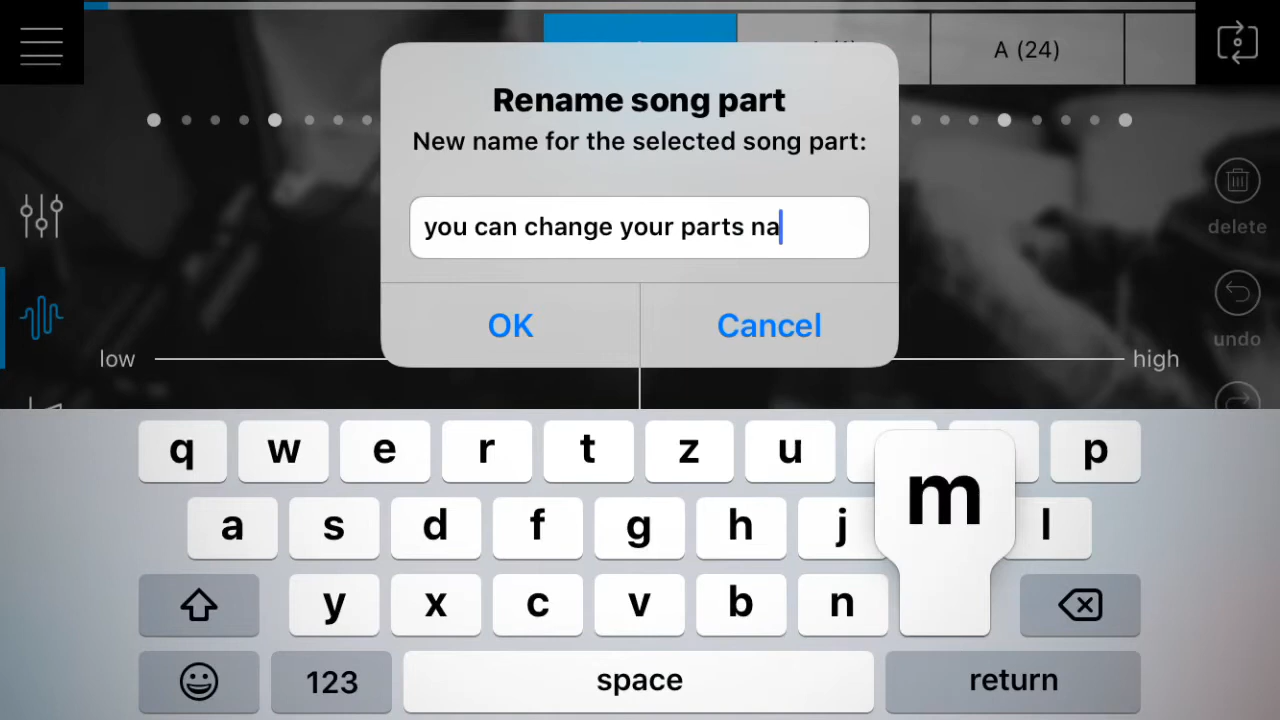 A (24)
Rename song part
New name for the selected song part:
you can change your parts na
OK
Cancel
delete
undo
low
high
q w e r t z u p
a s d f g h j l
m
y x c v b n
123
space
return